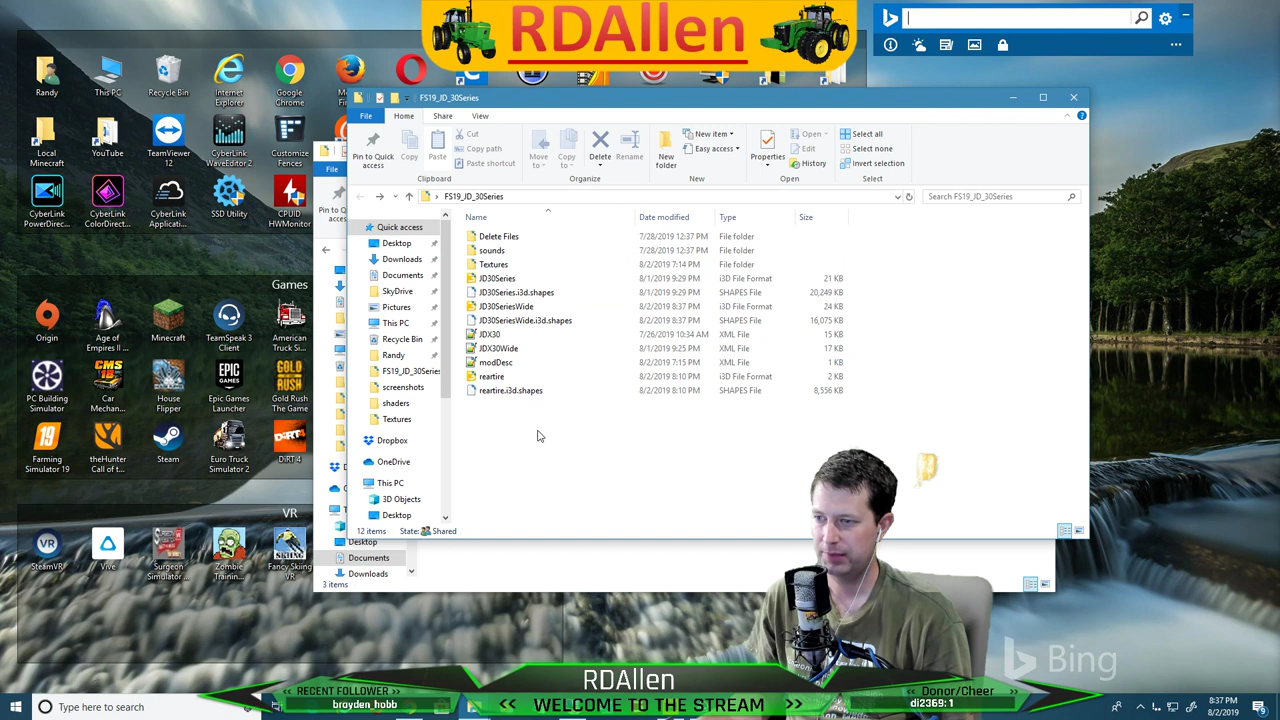 RDAllen
Randy
This PC
Recycle Bin
Internet Explorer
Google Chrome
Local Minecraft
YouTube
TeamViewer 12
CyberLink WaveEditor 2
Customize Fences
CyberLink PowerDirec...
CyberLink ColorDirect...
CyberLink Applicati...
SSD Utility
CPUID HWMonitor
Games
Origin
Age of Empires II ...
Minecraft
TeamSpeak 3 Client
American Truck ...
PC Building Simulator
Car Mechan...
House Flipper
Epic Games Launcher
Gold Rush The Game
Farming Simulator 19
theHunter Call of t...
Steam
Euro Truck Simulator 2
DiRT 4
VR
SteamVR
Vive
Surgeon Simulator ...
Zombie Trainin...
Fancy Skiing VR
FS19_JD_30Series
File
Home
Share
View
Pin to Quick access
Copy
Paste
Cut
Copy path
Paste shortcut
Clipboard
Move to
Copy to
Delete
Rename
Organize
New folder
New item
Easy access
New
Properties
Open
Edit
History
Open
Select all
Select none
Invert selection
Select
FS19_JD_30Series
Search FS19_JD_30Series
Name
Date modified
Type
Size
Delete Files 7/28/2019 12:37 PM File folder
sounds 7/28/2019 12:37 PM File folder
Textures 8/2/2019 7:14 PM File folder
JD30Series 8/1/2019 9:29 PM i3D File Format 21 KB
JD30Series.i3d.shapes 8/1/2019 9:29 PM SHAPES File 20,249 KB
JD30SeriesWide 8/2/2019 8:37 PM i3D File Format 24 KB
JD30SeriesWide.i3d.shapes 8/2/2019 8:37 PM SHAPES File 16,075 KB
JDX30 7/26/2019 10:34 AM XML File 15 KB
JDX30Wide 8/1/2019 9:25 PM XML File 17 KB
modDesc 8/2/2019 7:15 PM XML File 1 KB
reartire 8/2/2019 8:10 PM i3D File Format 2 KB
reartire.i3d.shapes 8/2/2019 8:10 PM SHAPES File 8,556 KB
Quick access
Desktop
Downloads
Documents
SkyDrive
Pictures
This PC
Recycle Bin
Randy
FS19_JD_30Series
screenshots
shaders
Textures
Dropbox
OneDrive
This PC
3D Objects
Desktop
12 items State: Shared
File
Desktop
Documents
Downloads
3 items
Bing
<< RECENT FOLLOWER >>
brayden_hobb
RDAllen
<< WELCOME TO THE STREAM >>
<< Donor/Cheer >>
di2369: 1
Type here to search
8:37 PM
8/2/2019